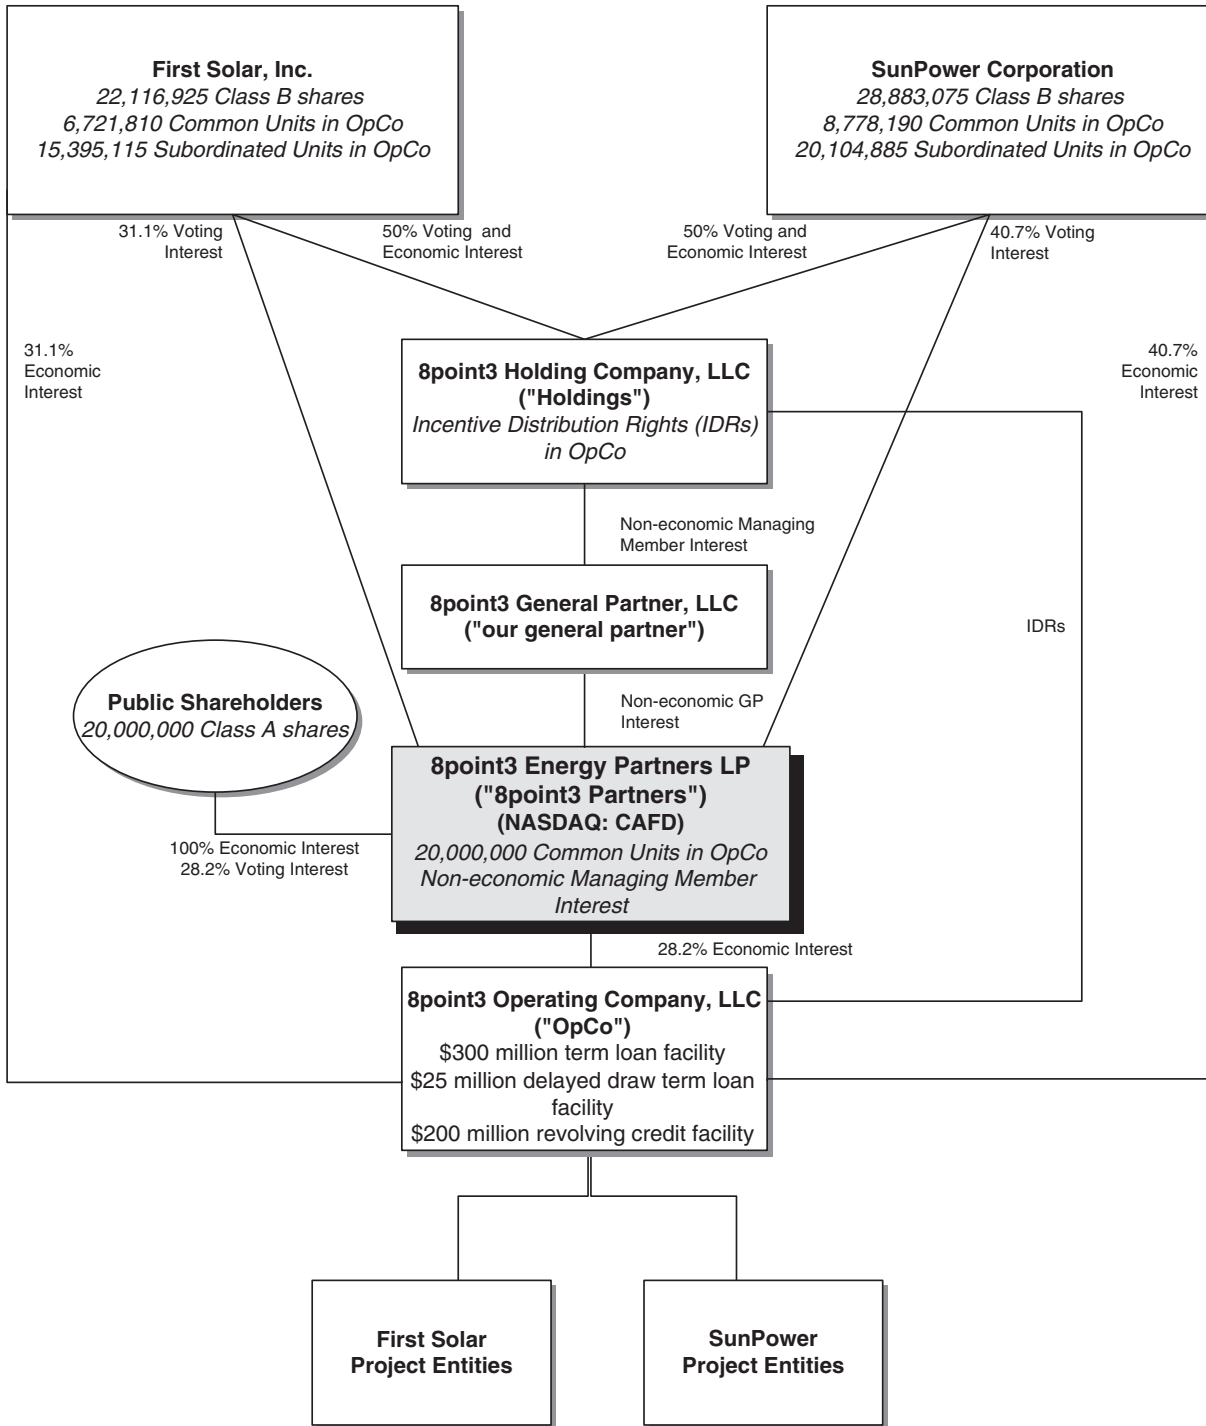 First Solar, Inc.
22,116,925 Class B shares
6,721,810 Common Units in OpCo
15,395,115 Subordinated Units in OpCo
SunPower Corporation
28,883,075 Class B shares
8,778,190 Common Units in OpCo
20,104,885 Subordinated Units in OpCo
31.1% Voting
Interest
50% Voting and
Economic Interest
50% Voting and
Economic Interest
40.7% Voting
Interest
31.1%
Economic
Interest
8point3 Holding Company, LLC
("Holdings")
Incentive Distribution Rights (IDRs)
in OpCo
40.7%
Economic
Interest
Non-economic Managing
Member Interest
8point3 General Partner, LLC
("our general partner")
IDRs
Public Shareholders
20,000,000 Class A shares
Non-economic GP
Interest
8point3 Energy Partners LP
("8point3 Partners")
(NASDAQ: CAFD)
20,000,000 Common Units in OpCo
Non-economic Managing Member
Interest
100% Economic Interest
28.2% Voting Interest
28.2% Economic Interest
8point3 Operating Company, LLC
("OpCo")
$300 million term loan facility
$25 million delayed draw term loan
facility
$200 million revolving credit facility
First Solar
Project Entities
SunPower
Project Entities